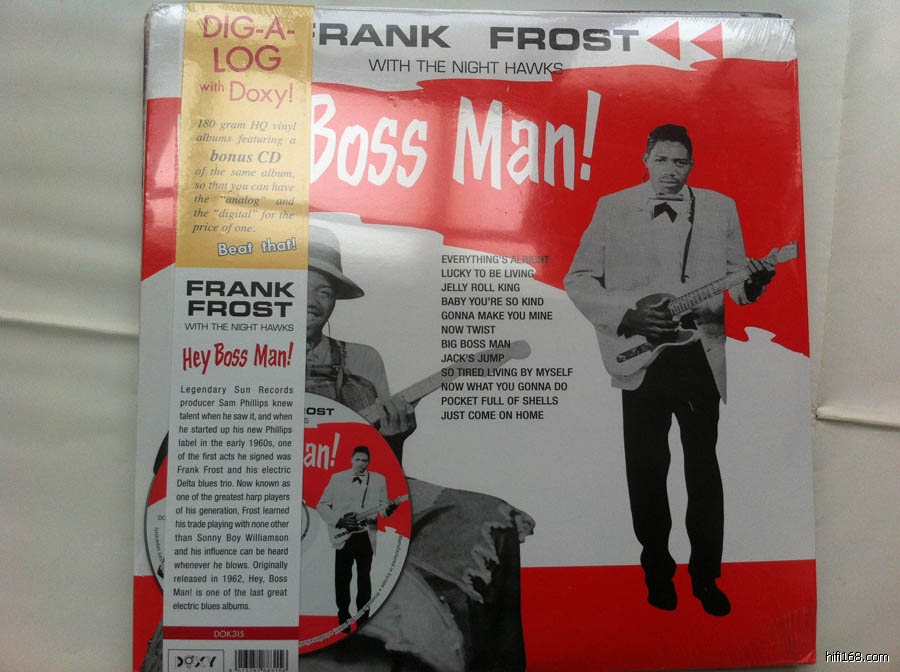 DIG-A-
LOG
with Doxy!
180 gram HQ vinyl
albums featuring a
bonus CD
of the same album,
so that you can have
the "analog" and
the "digital" for the
price of one.
Beat that!
FRANK
FROST
WITH THE NIGHT HAWKS
Hey Boss Man!
Legendary Sun Records
producer Sam Phillips knew
talent when he saw it, and when
he started up his new Phillips
label in the early 1960s, one
of the first acts he signed was
Frank Frost and his electric
Delta blues trio. Now known as
one of the greatest harp players
of his generation, Frost learned
his trade playing with none other
than Sonny Boy Williamson
and his influence can be heard
whenever he blows. Originally
released in 1962, Hey, Boss
Man! is one of the last great
electric blues albums.
DOK315
DOXY
FRANK FROST
WITH THE NIGHT HAWKS
Boss Man!
EVERYTHING'S ALRIGHT
LUCKY TO BE LIVING
JELLY ROLL KING
BABY YOU'RE SO KIND
GONNA MAKE YOU MINE
NOW TWIST
BIG BOSS MAN
JACK'S JUMP
SO TIRED LIVING BY MYSELF
NOW WHAT YOU GONNA DO
POCKET FULL OF SHELLS
JUST COME ON HOME
hifi168.com